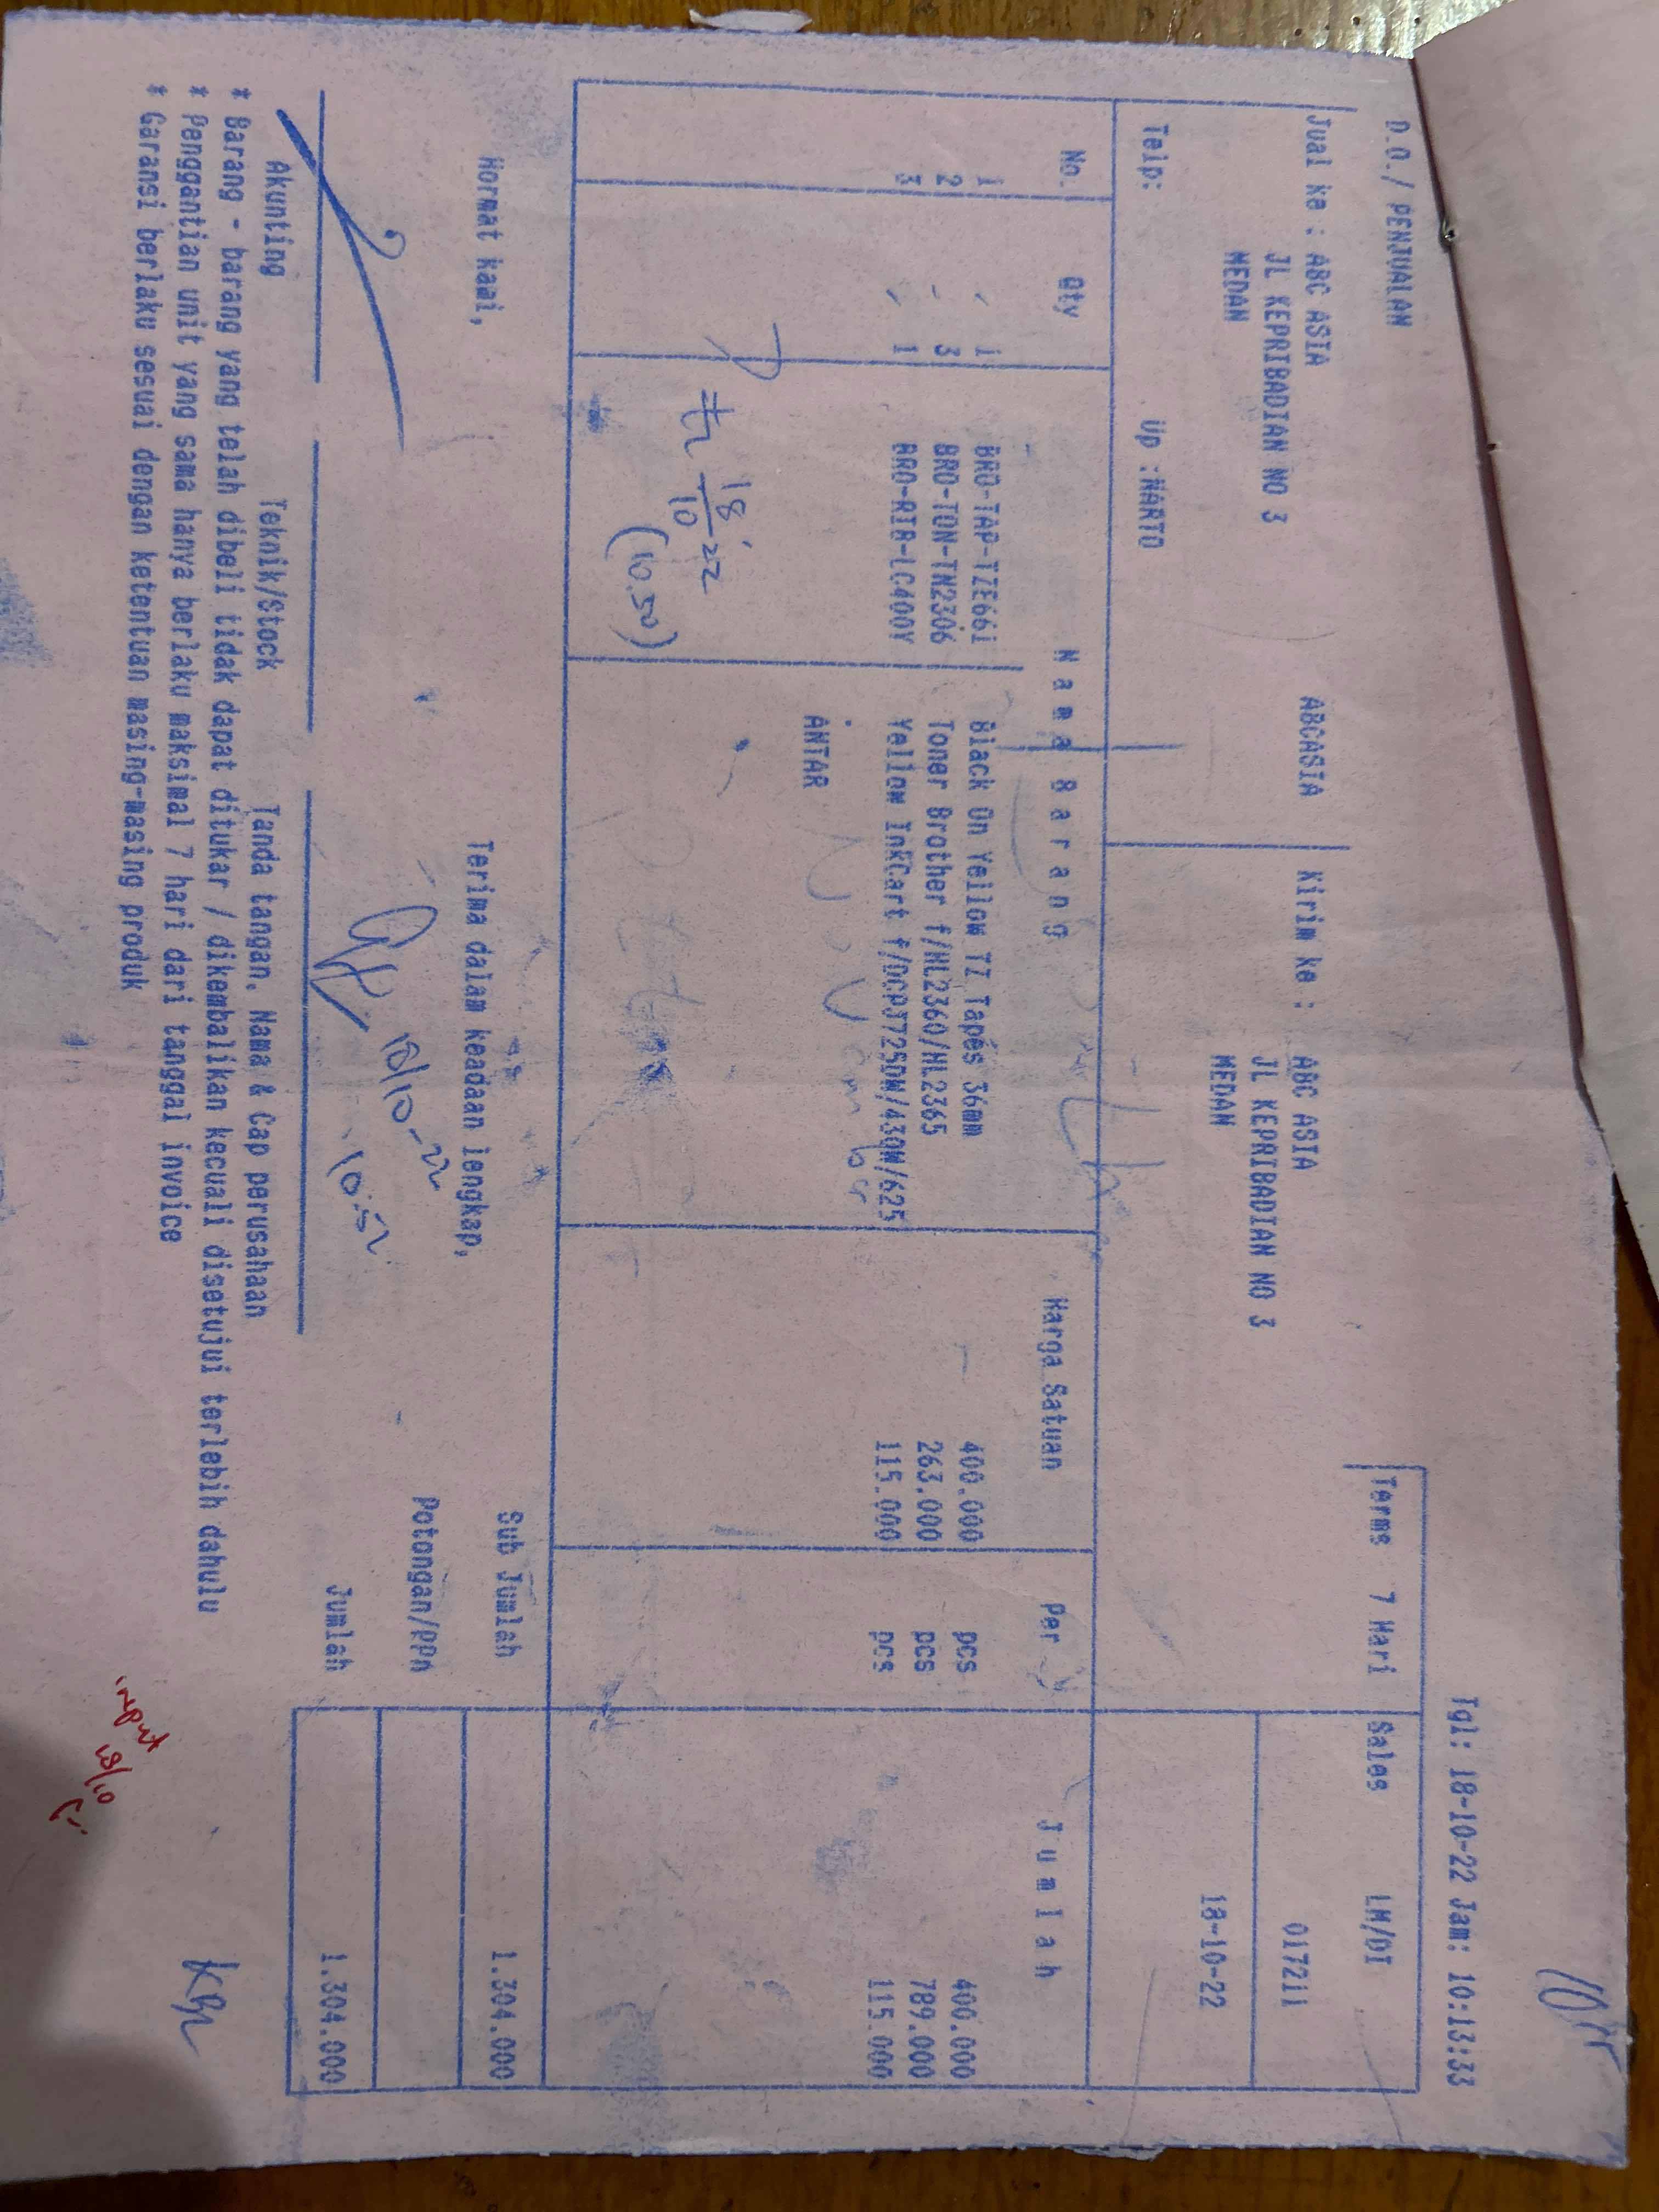 D.O./ PENJUALAN
Tgl: 18-10-22 Jam: 10:13:33
Jual ke : ABC ASIA ABCASIA
JL KEPRIBADIAN NO 3
MEDAN
Telp: Up :NARTO
Kirim ke : ABC ASIA
JL KEPRIBADIAN NO 3
MEDAN
Terms 7 Hari Sales LM/DI
017211
18-10-22
No. Qty Nama Barang Harga Satuan Per Jumlah
1 1 BRO-TAP-TZE661 Black On Yellow TZ Tapes 36mm 400.000 pcs 400.000
2 3 BRO-TON-TN2306 Toner Brother f/HL2360/HL2365 263.000 pcs 789.000
3 1 BRO-RIB-LC400Y Yellow InkCart f/DCPJ725DW/430W/625 115.000 pcs 115.000
ANTAR
18/10 22
(10.50)
Hormat kami, Terima dalam keadaan lengkap,
Sub Jumlah 1.304.000
Potongan/PPn
Jumlah 1.304.000
18/10-22
10.52
Akunting Teknik/Stock Tanda tangan, Nama & Cap perusahaan
* Barang - barang yang telah dibeli tidak dapat ditukar / dikembalikan kecuali disetujui terlebih dahulu
* Penggantian unit yang sama hanya berlaku maksimal 7 hari dari tanggal invoice
* Garansi berlaku sesuai dengan ketentuan masing-masing produk
input
18/10